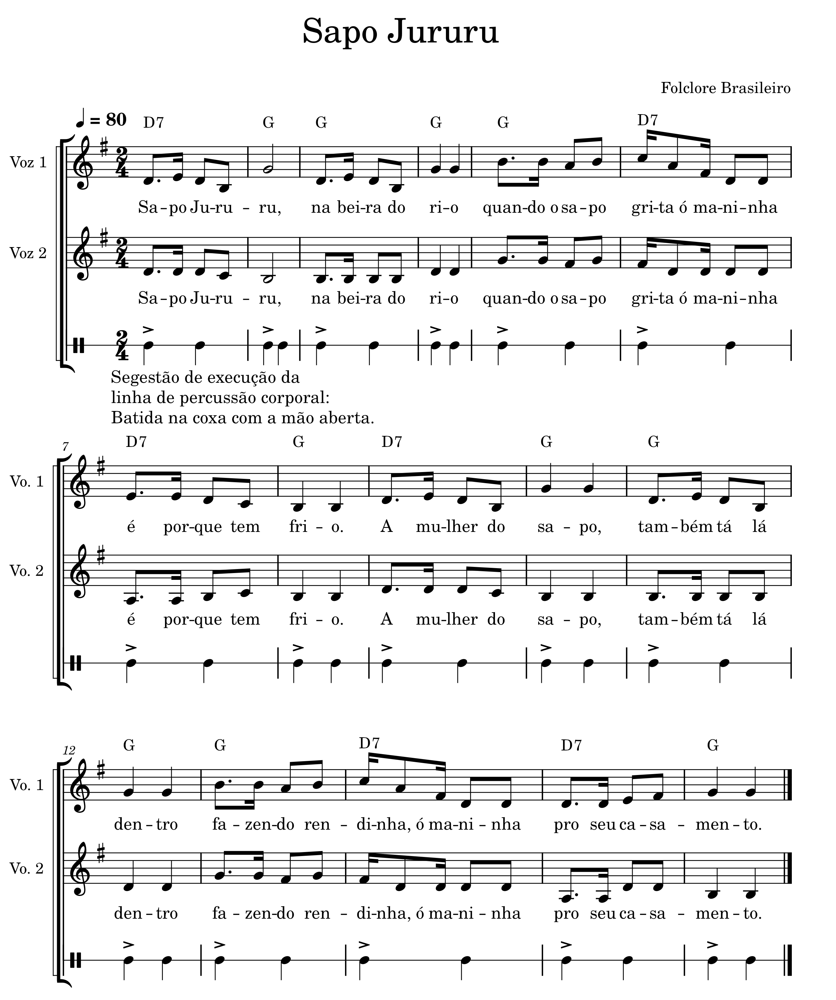 Sapo Jururu
Folclore Brasileiro
♩ = 80 D7 G G G G D7
Voz 1
2/4
Sa - po Ju - ru - ru, na bei - ra do ri - o quan - do o sa - po gri - ta ó ma - ni - nha
Voz 2
2/4
Sa - po Ju - ru - ru, na bei - ra do ri - o quan - do o sa - po gri - ta ó ma - ni - nha
2/4
Segestão de execução da
linha de percussão corporal:
Batida na coxa com a mão aberta.
7 D7 G D7 G G
Vo. 1
é por - que tem fri - o. A mu - lher do sa - po, tam - bém tá lá
Vo. 2
é por - que tem fri - o. A mu - lher do sa - po, tam - bém tá lá
12 G G D7 D7 G
Vo. 1
den - tro fa - zen - do ren - di - nha, ó ma - ni - nha pro seu ca - sa - men - to.
Vo. 2
den - tro fa - zen - do ren - di - nha, ó ma - ni - nha pro seu ca - sa - men - to.